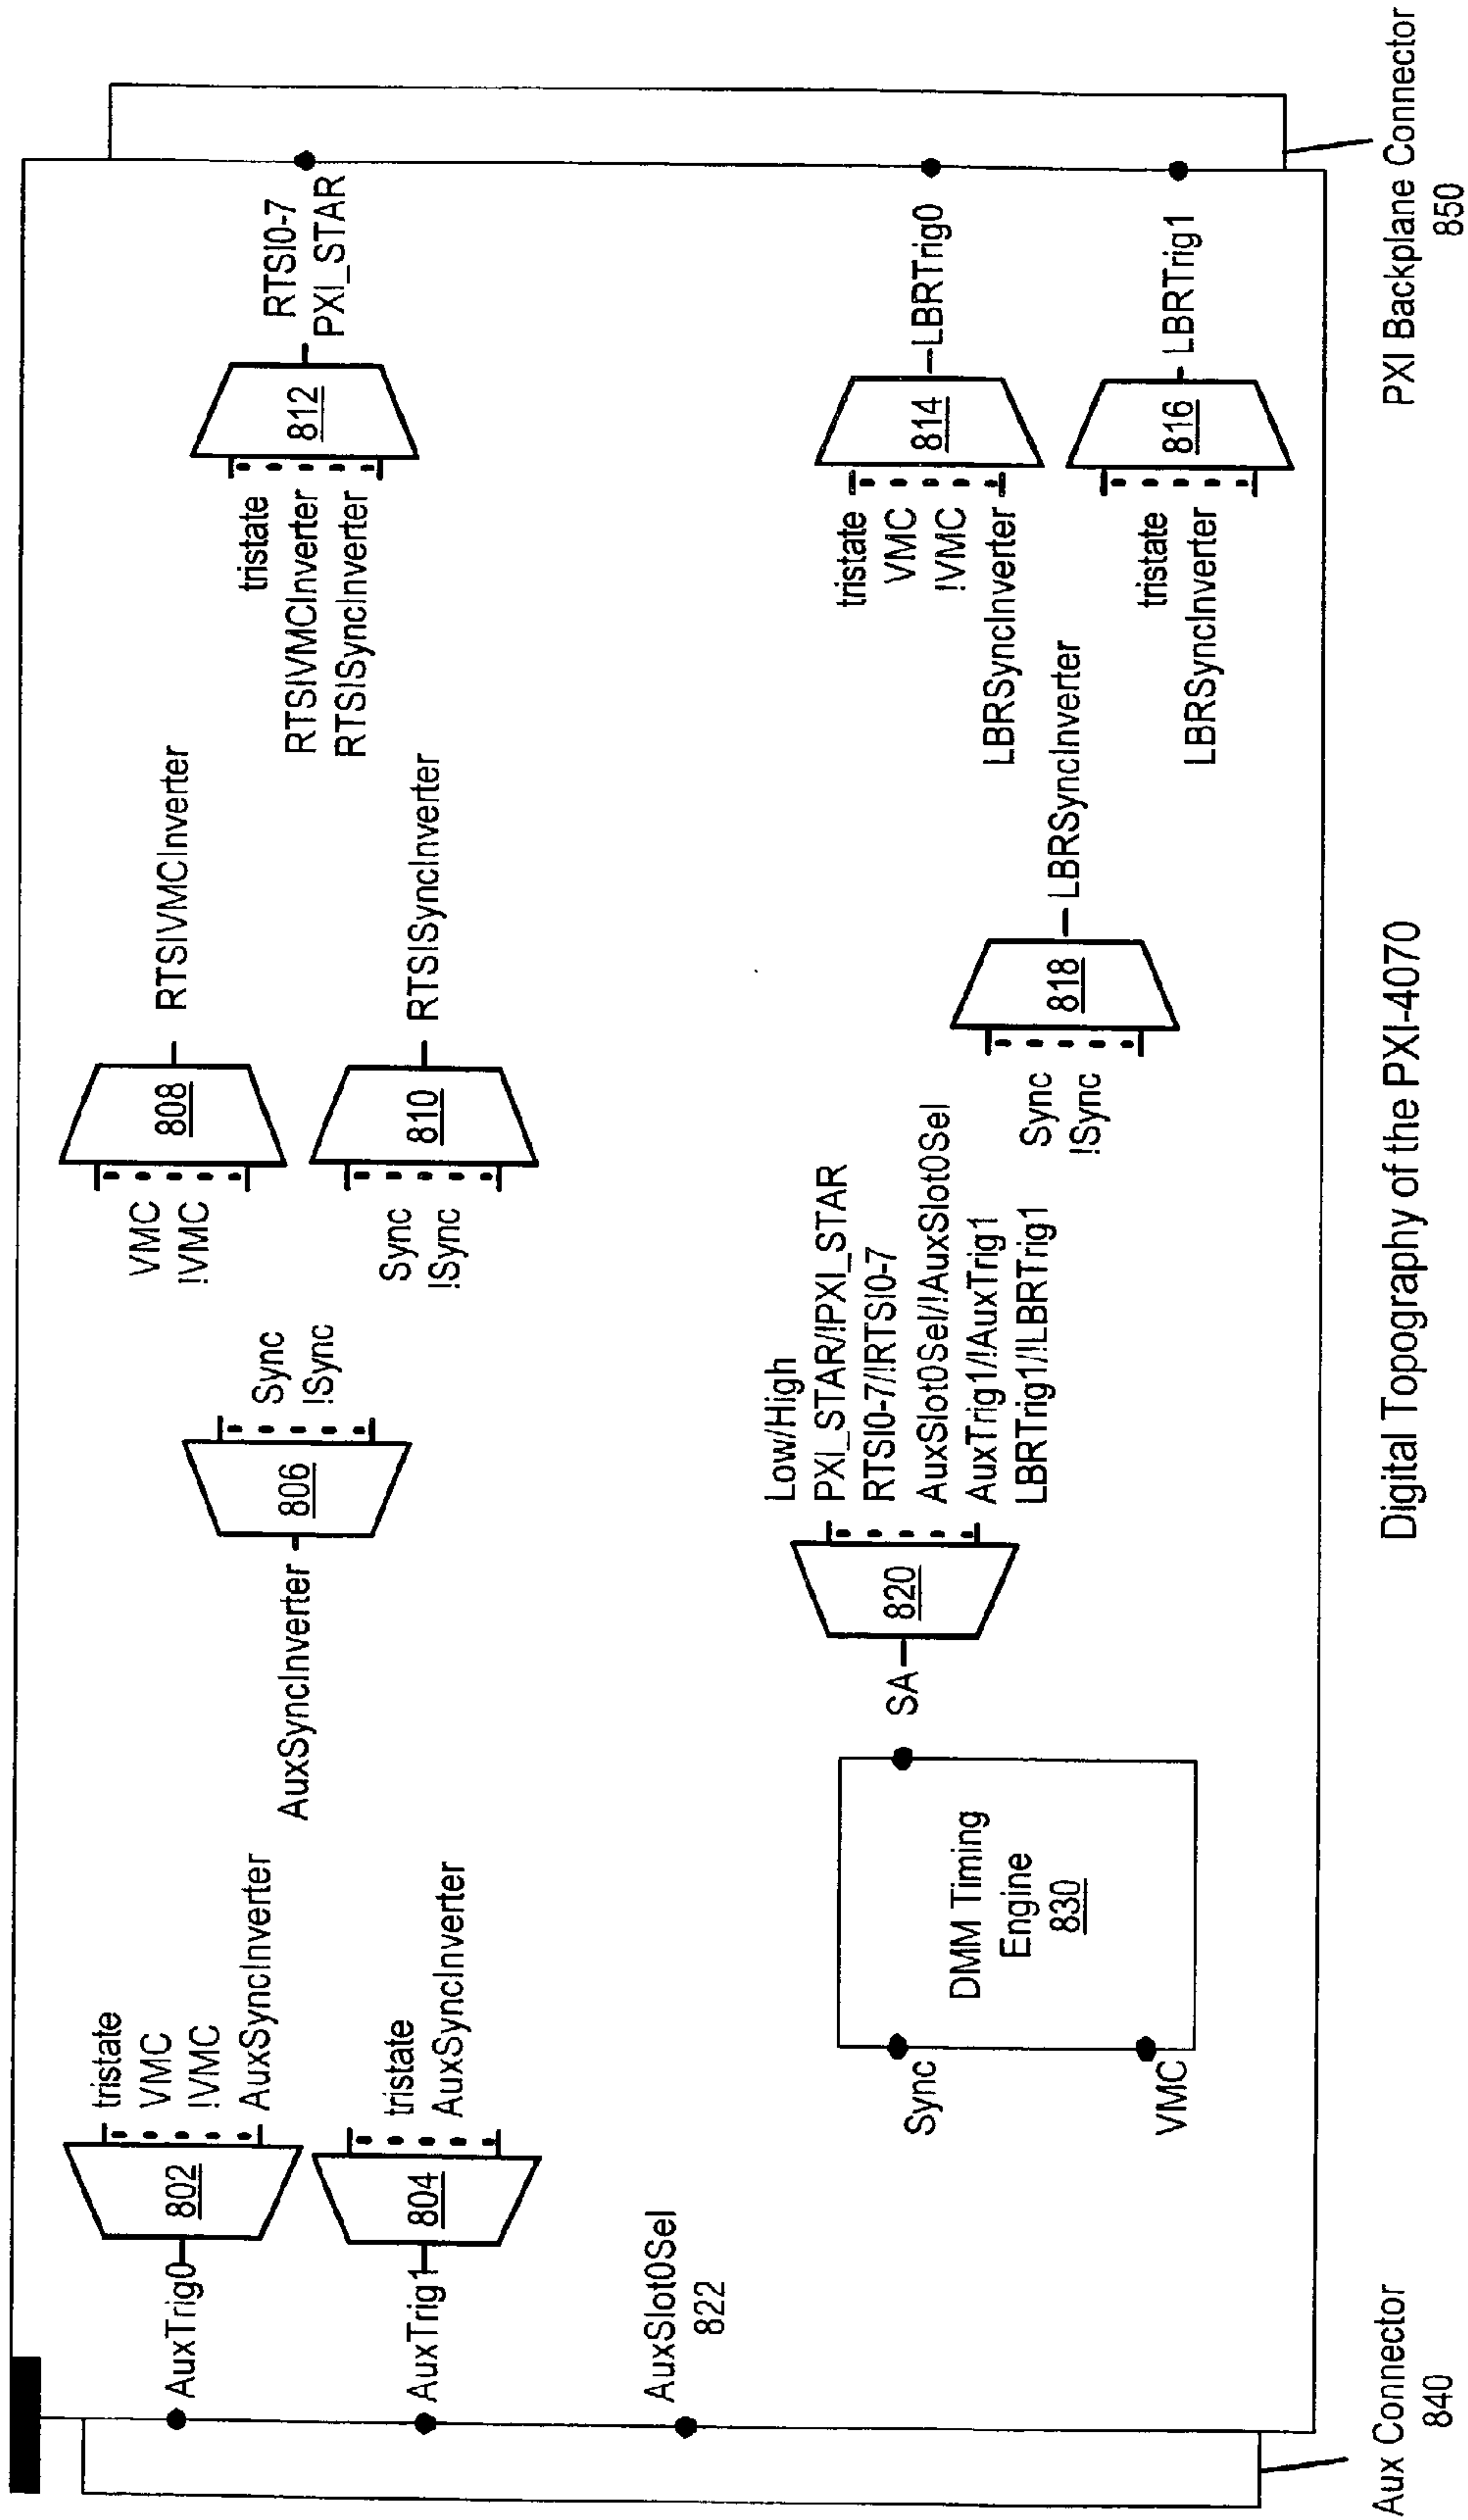 AuxTrig0
802
tristate
VMC
!VMC
AuxSyncInverter
AuxTrig1
804
tristate
AuxSyncInverter
AuxSlot0Sel
822
AuxSyncInverter
806
Sync
!Sync
VMC
!VMC
808
RTSIVMCInverter
Sync
!Sync
810
RTSISyncInverter
tristate
RTSIVMCInverter
RTSISyncInverter
812
RTSI0-7
PXI_STAR
Sync
VMC
DMM Timing
Engine
830
SA
820
Low/High
PXI_STAR/!PXI_STAR
RTSI0-7/!RTSI0-7
AuxSlot0Sel/!AuxSlot0Sel
AuxTrig1/!AuxTrig1
LBRTrig1/!LBRTrig1
Sync
!Sync
818
LBRSyncInverter
tristate
VMC
!VMC
LBRSyncInverter
814
LBRTrig0
tristate
LBRSyncInverter
816
LBRTrig1
Aux Connector
840
Digital Topography of the PXI-4070
PXI Backplane Connector
850